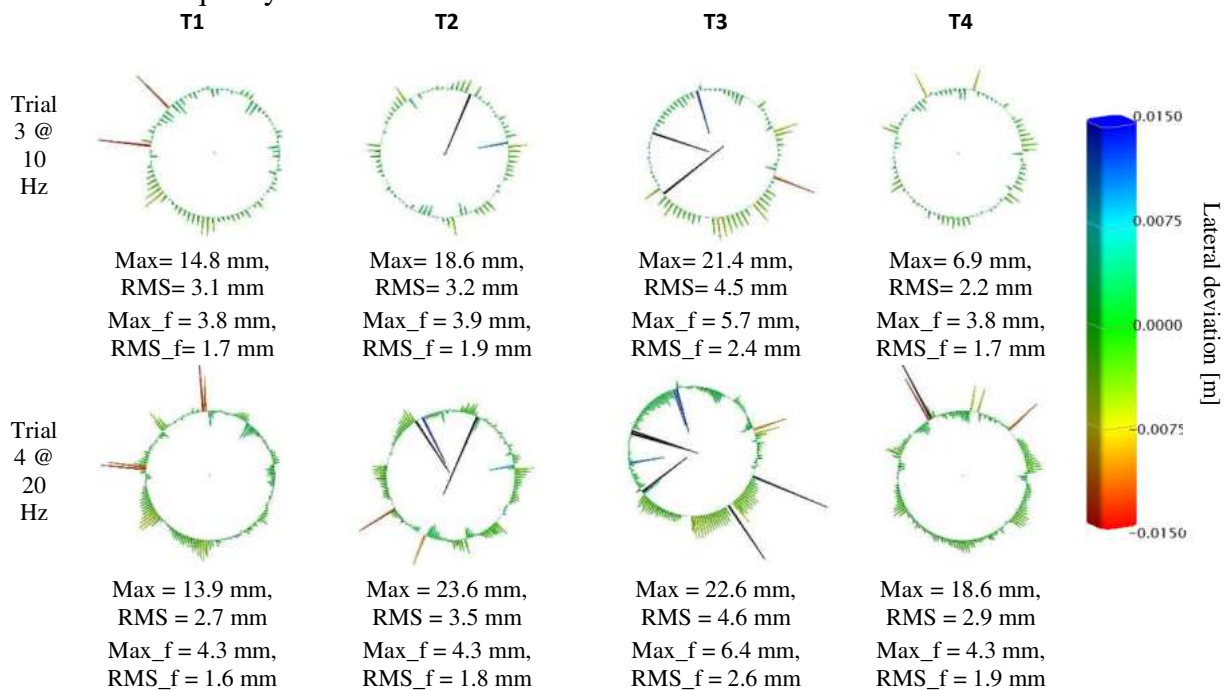 T1 T2 T3 T4
Trial
3 @
10
Hz
Max= 14.8 mm,
RMS= 3.1 mm
Max_f = 3.8 mm,
RMS_f= 1.7 mm
Max= 18.6 mm,
RMS= 3.2 mm
Max_f = 3.9 mm,
RMS_f = 1.9 mm
Max= 21.4 mm,
RMS= 4.5 mm
Max_f = 5.7 mm,
RMS_f = 2.4 mm
Max= 6.9 mm,
RMS= 2.2 mm
Max_f = 3.8 mm,
RMS_f = 1.7 mm
Trial
4 @
20
Hz
Max = 13.9 mm,
RMS = 2.7 mm
Max_f = 4.3 mm,
RMS_f = 1.6 mm
Max = 23.6 mm,
RMS = 3.5 mm
Max_f = 4.3 mm,
RMS_f = 1.8 mm
Max = 22.6 mm,
RMS = 4.6 mm
Max_f = 6.4 mm,
RMS_f = 2.6 mm
Max = 18.6 mm,
RMS = 2.9 mm
Max_f = 4.3 mm,
RMS_f = 1.9 mm
0.0150
0.0075
0.0000
-0.0075
-0.0150
Lateral deviation [m]